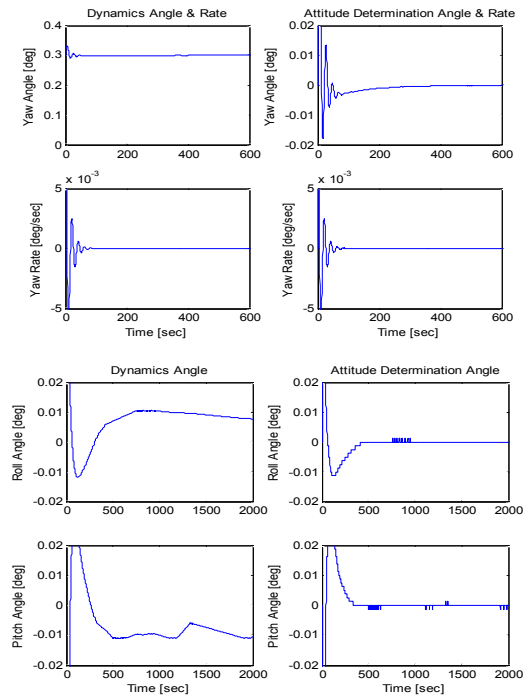 Dynamics Angle & Rate
Attitude Determination Angle & Rate
Yaw Angle [deg]
0.4
0.3
0.2
0.1
0
0 200 400 600
Yaw Angle [deg]
0.02
0.01
0
-0.01
-0.02
0 200 400 600
Yaw Rate [deg/sec]
x 10⁻³
5
0
-5
0 200 400 600
Time [sec]
Yaw Rate [deg/sec]
x 10⁻³
5
0
-5
0 200 400 600
Time [sec]
Dynamics Angle
Attitude Determination Angle
Roll Angle [deg]
0.02
0.01
0
-0.01
-0.02
0 500 1000 1500 2000
Roll Angle [deg]
0.02
0.01
0
-0.01
-0.02
0 500 1000 1500 2000
Pitch Angle [deg]
0.02
0.01
0
-0.01
-0.02
0 500 1000 1500 2000
Time [sec]
Pitch Angle [deg]
0.02
0.01
0
-0.01
-0.02
0 500 1000 1500 2000
Time [sec]